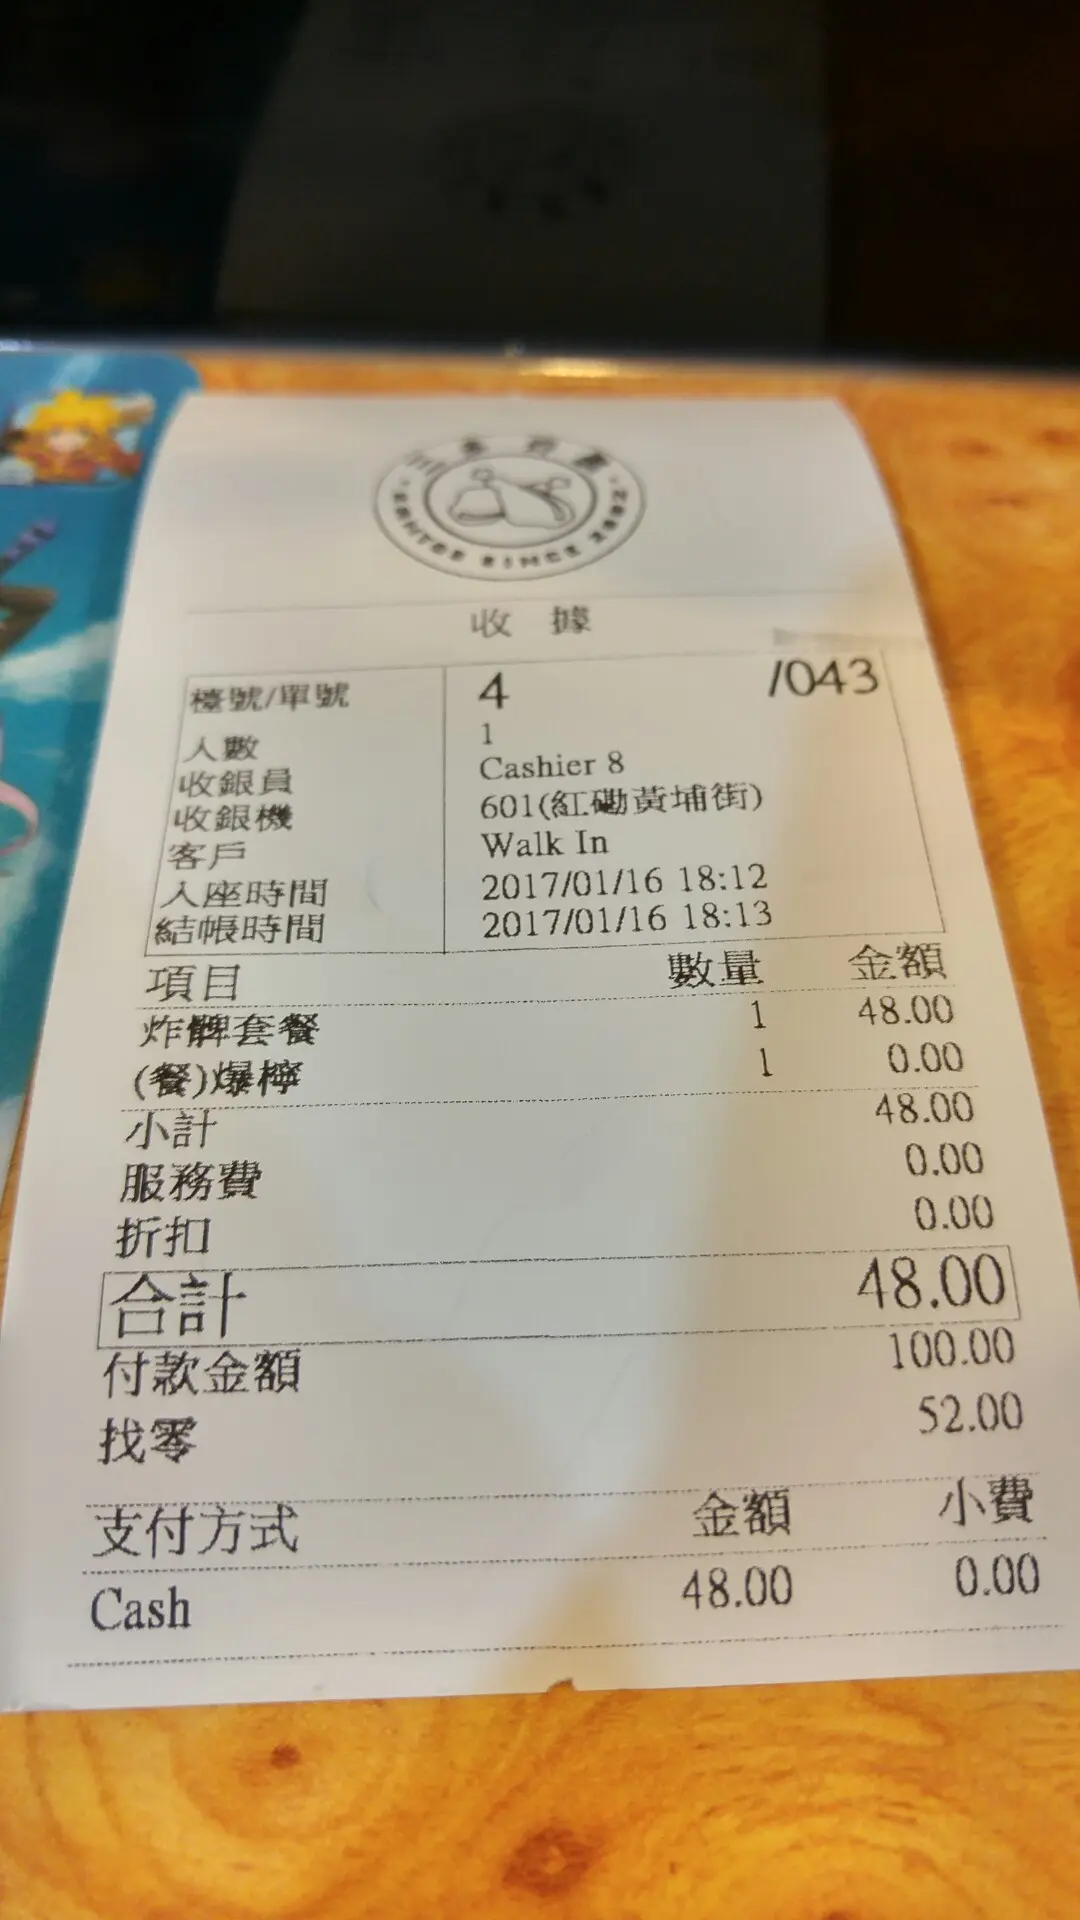 SINCE
收 據
檯號/單號 4 /043
人數 1
收銀員 Cashier 8
收銀機 601(紅磡黃埔街)
客戶 Walk In
入座時間 2017/01/16 18:12
結帳時間 2017/01/16 18:13
項目 數量 金額
炸髀套餐 1 48.00
(餐)爆檸 1 0.00
小計 48.00
服務費 0.00
折扣 0.00
合計 48.00
付款金額 100.00
找零 52.00
支付方式 金額 小費
Cash 48.00 0.00